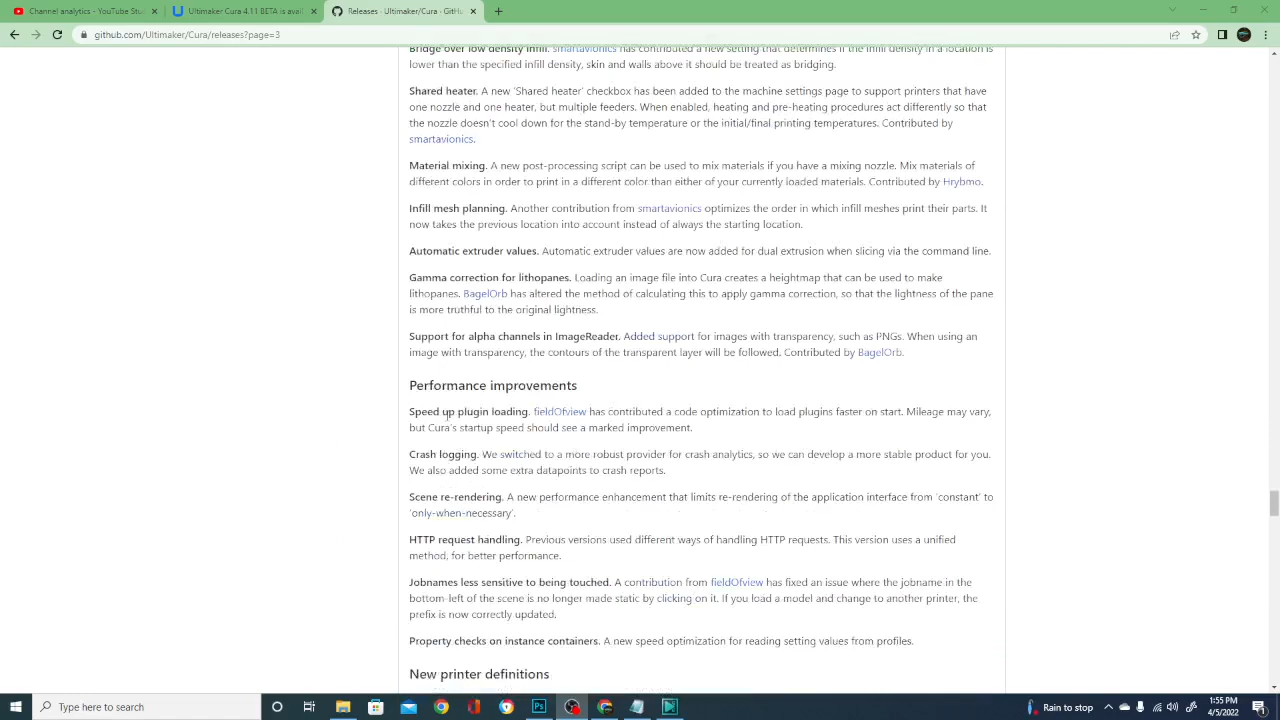 Channel analytics - YouTube Stu
Ultimaker Cura 4.11 BETA is avail
Releases · Ultimaker/Cura · GitHu
github.com/Ultimaker/Cura/releases?page=3
Bridge over low density infill. smartavionics has contributed a new setting that determines if the infill density in a location is
lower than the specified infill density, skin and walls above it should be treated as bridging.
Shared heater. A new 'Shared heater' checkbox has been added to the machine settings page to support printers that have
one nozzle and one heater, but multiple feeders. When enabled, heating and pre-heating procedures act differently so that
the nozzle doesn't cool down for the stand-by temperature or the initial/final printing temperatures. Contributed by
smartavionics.
Material mixing. A new post-processing script can be used to mix materials if you have a mixing nozzle. Mix materials of
different colors in order to print in a different color than either of your currently loaded materials. Contributed by Hrybmo.
Infill mesh planning. Another contribution from smartavionics optimizes the order in which infill meshes print their parts. It
now takes the previous location into account instead of always the starting location.
Automatic extruder values. Automatic extruder values are now added for dual extrusion when slicing via the command line.
Gamma correction for lithopanes. Loading an image file into Cura creates a heightmap that can be used to make
lithopanes. BagelOrb has altered the method of calculating this to apply gamma correction, so that the lightness of the pane
is more truthful to the original lightness.
Support for alpha channels in ImageReader. Added support for images with transparency, such as PNGs. When using an
image with transparency, the contours of the transparent layer will be followed. Contributed by BagelOrb.
Performance improvements
Speed up plugin loading. fieldOfview has contributed a code optimization to load plugins faster on start. Mileage may vary,
but Cura's startup speed should see a marked improvement.
Crash logging. We switched to a more robust provider for crash analytics, so we can develop a more stable product for you.
We also added some extra datapoints to crash reports.
Scene re-rendering. A new performance enhancement that limits re-rendering of the application interface from 'constant' to
'only-when-necessary'.
HTTP request handling. Previous versions used different ways of handling HTTP requests. This version uses a unified
method, for better performance.
Jobnames less sensitive to being touched. A contribution from fieldOfview has fixed an issue where the jobname in the
bottom-left of the scene is no longer made static by clicking on it. If you load a model and change to another printer, the
prefix is now correctly updated.
Property checks on instance containers. A new speed optimization for reading setting values from profiles.
New printer definitions
Type here to search
Rain to stop
1:55 PM
4/4/2022